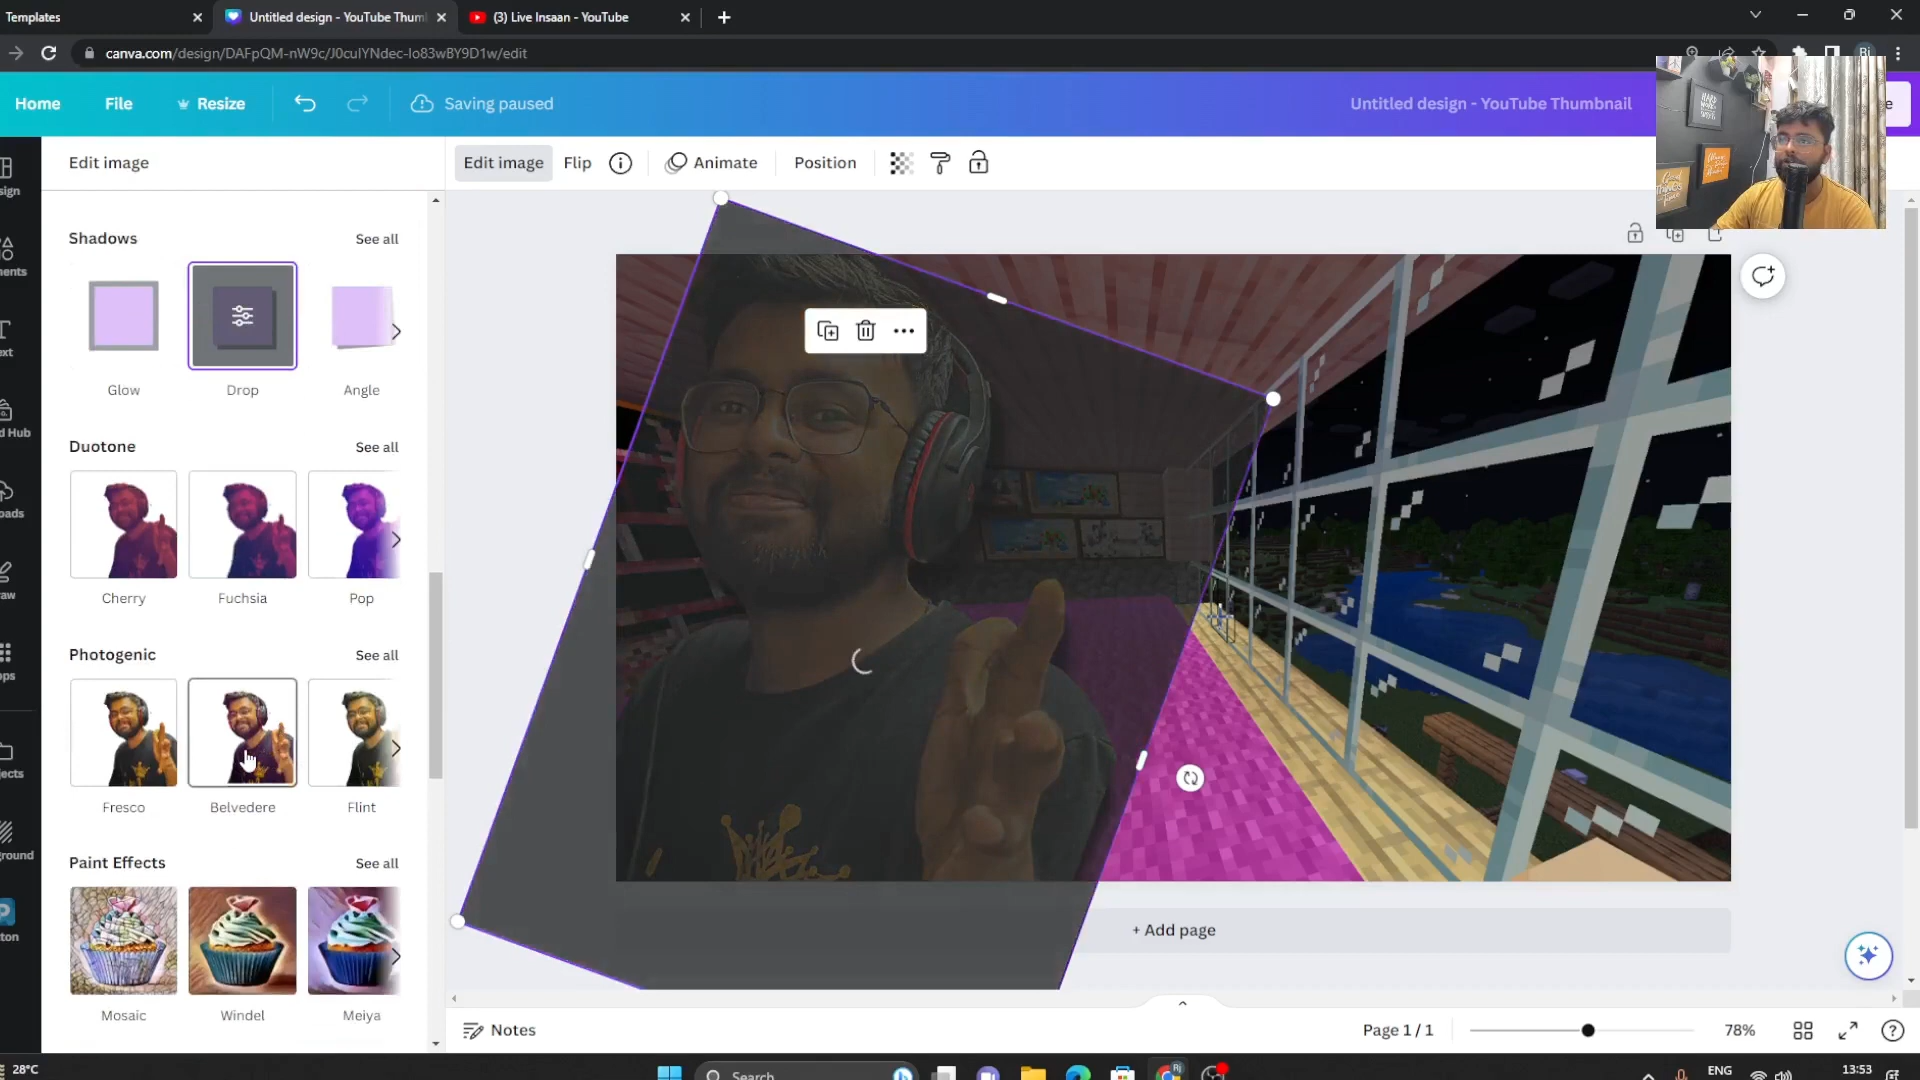 Templates
Untitled design - YouTube Thum
(3) Live Insaan - YouTube
canva.com/design/DAFpQM-nW9c/J0culYNdec-lo83wBY9D1w/edit
Home
File
Resize
Saving paused
Untitled design - YouTube Thumbnail
Edit image
Edit image
Flip
Animate
Position
Shadows
See all
Glow
Drop
Angle
Duotone
See all
Cherry
Fuchsia
Pop
Photogenic
See all
Fresco
Belvedere
Flint
Paint Effects
See all
Mosaic
Windel
Meiya
+ Add page
Notes
Page 1 / 1
78%
28°C
Search
ENG
13:53